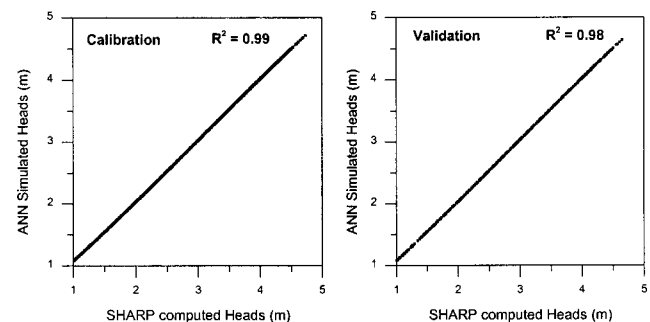 Calibration
R² = 0.99
5
4
3
2
1
ANN Simulated Heads (m)
1 2 3 4 5
SHARP computed Heads (m)
Validation
R² = 0.98
5
4
3
2
1
ANN Simulated Heads (m)
1 2 3 4 5
SHARP computed Heads (m)